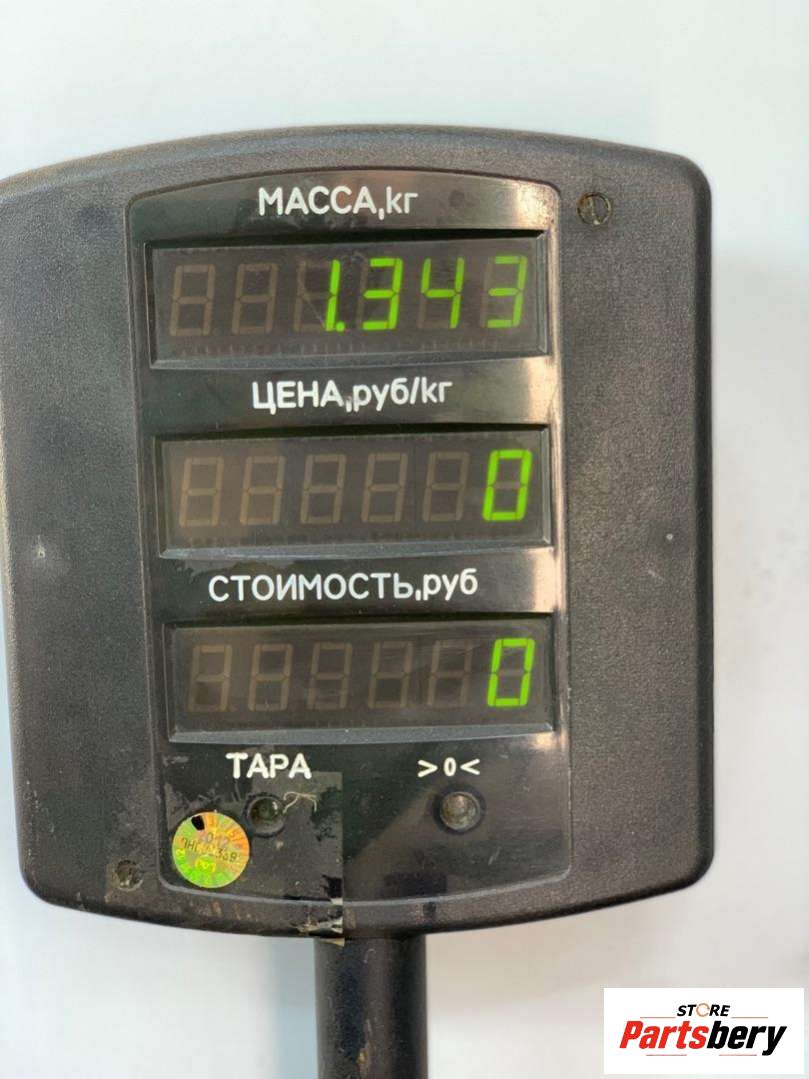 МАССА,кг
1.343
ЦЕНА,руб/кг
0
СТОИМОСТЬ,руб
0
ТАРА >0<
STORE
Partsbery